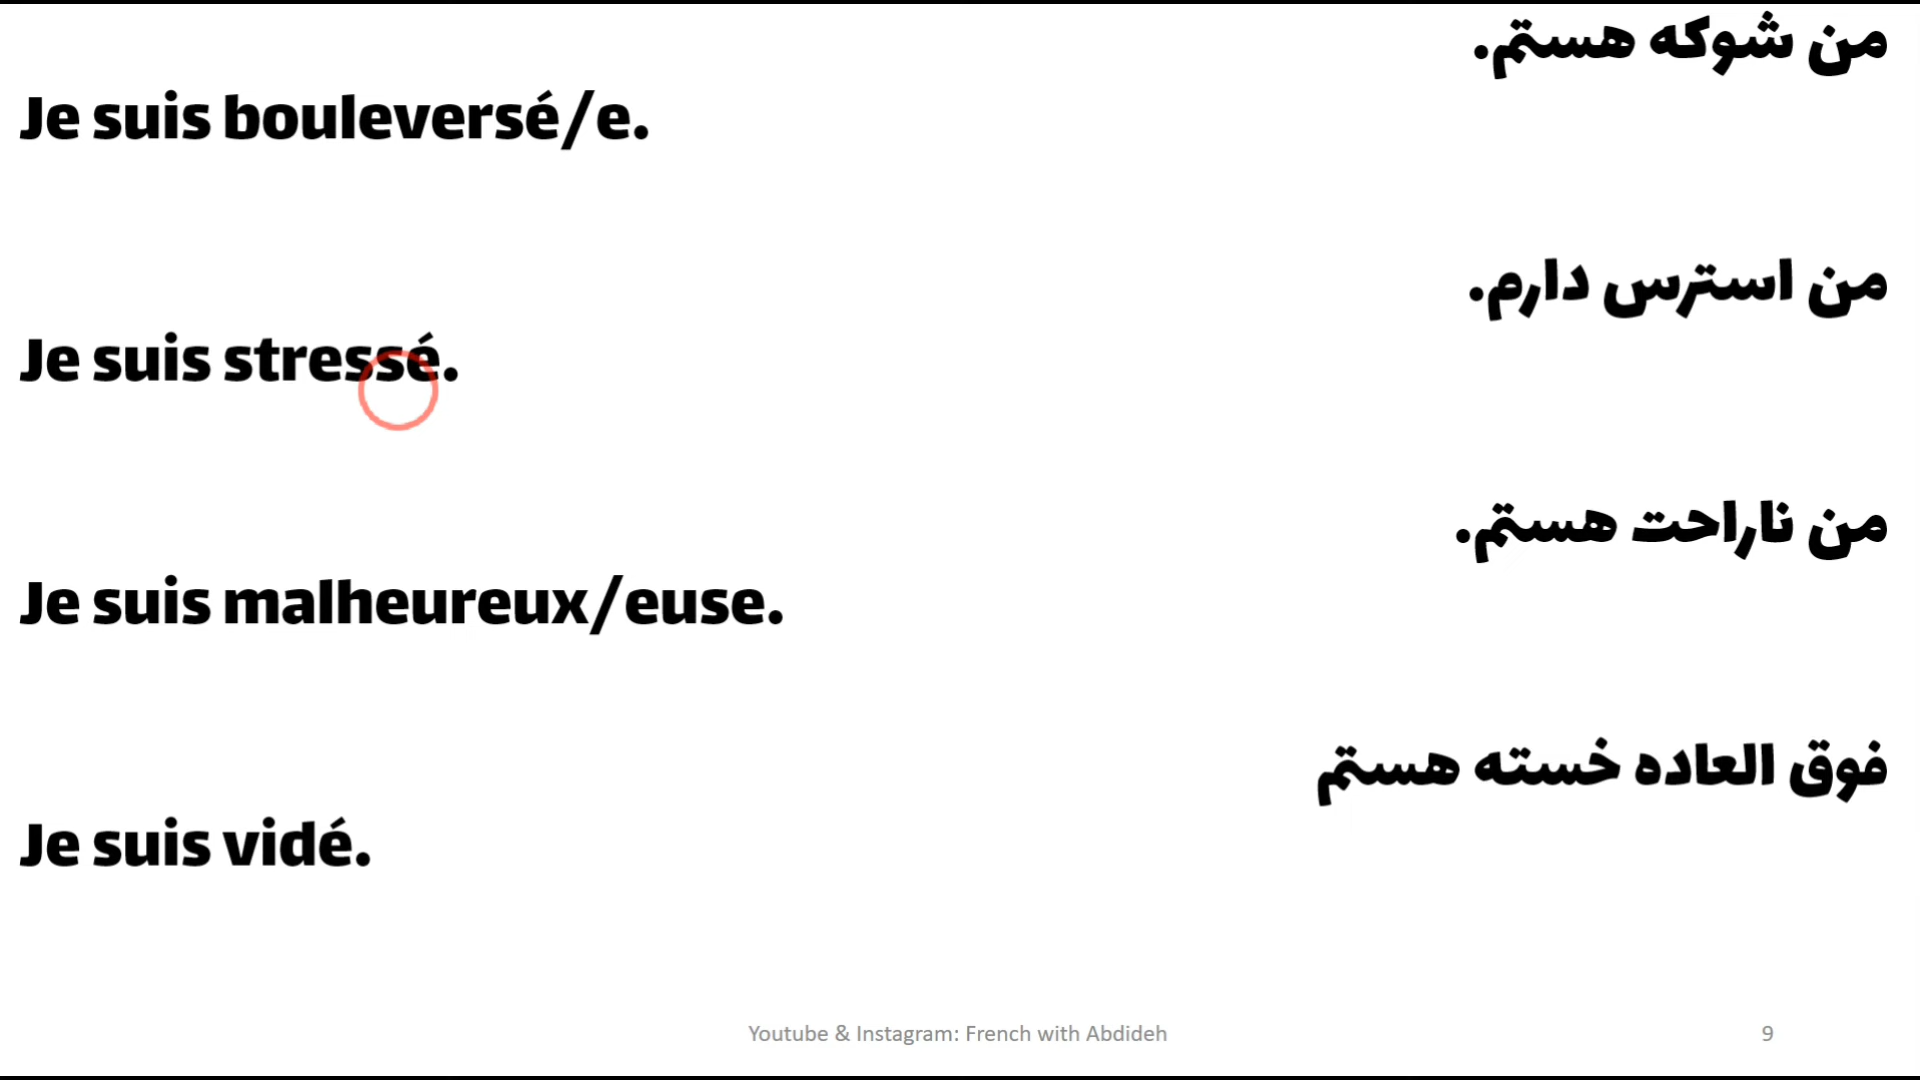 من شوکه هستم.
Je suis bouleversé/e.
من استرس دارم.
Je suis stressé.
من ناراحت هستم.
Je suis malheureux/euse.
فوق العاده خسته هستم
Je suis vidé.
Youtube & Instagram: French with Abdideh
9